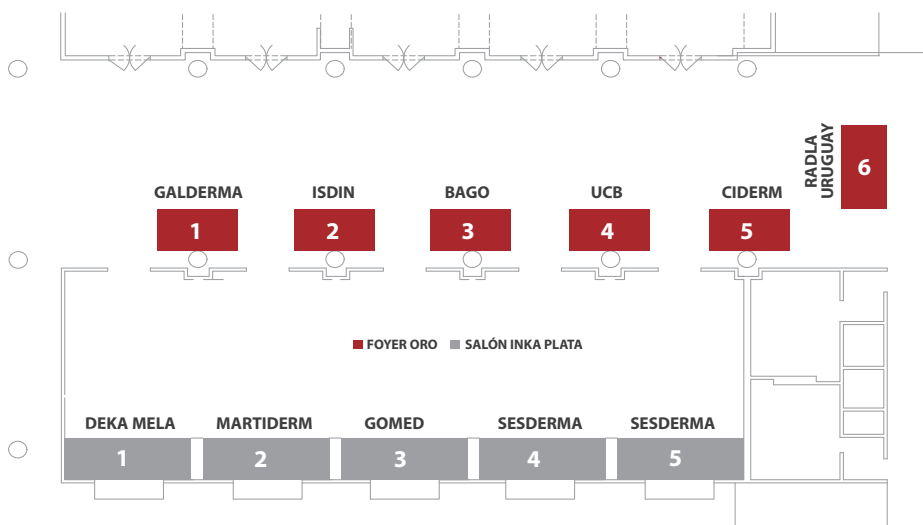 RADLA
URUGUAY
6
GALDERMA
ISDIN
BAGO
UCB
CIDERM
1
2
3
4
5
FOYER ORO
SALÓN INKA PLATA
DEKA MELA
MARTIDERM
GOMED
SESDERMA
SESDERMA
1
2
3
4
5